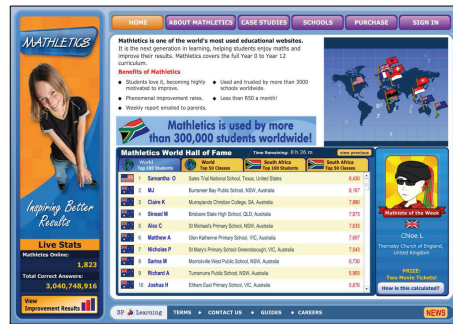 HOME
ABOUT MATHLETICS
CASE STUDIES
SCHOOLS
PURCHASE
SIGN IN
MATHLETICS
Mathletics is one of the world's most used educational websites.
It is the next generation in learning, helping students enjoy maths and
improve their results. Mathletics covers the full Year 0 to Year 12
curriculum.
Benefits of Mathletics
Students love it, becoming highly
motivated to improve.
Phenomenal improvement rates.
Weekly report emailed to parents.
Used and trusted by more than 3000
schools worldwide.
Less than R50 a month!
Mathletics is used by more
than 300,000 students worldwide!
Inspiring Better
Results
Live Stats
Mathletes Online:
1,823
Total Correct Answers:
3,040,748,916
View
Improvement Results
Mathletics World Hall of Fame
Time Remaining: 8 h 26 m
view previous
World
Top 100 Students
World
Top 50 Classes
South Africa
Top 100 Students
South Africa
Top 50 Classes
1 Samantha O Sales Trial National School, Texas, United States 8,430
2 MJ Burraneer Bay Public School, NSW, Australia 8,167
3 Claire K Murraylands Christian College, SA, Australia 7,890
4 Sinead M Brisbane State High School, QLD, Australia 7,873
5 Alex C St Michael's Primary School, NSW, Australia 7,633
6 Matthew A Glen Katherine Primary School, VIC, Australia 7,607
7 Nicholas P St Mary's Primary School Greensborough, VIC, Australia 7,543
8 Sarina W Marrickville West Public School, NSW, Australia 6,730
9 Richard A Turramurra Public School, NSW, Australia 5,983
10 Joshua H Eltham East Primary School, VIC, Australia 5,876
Mathlete of the Week
Chloe L
Thornaby Church of England,
United Kingdom
PRIZE:
Two Movie Tickets!
How is this calculated?
3P Learning
TERMS
CONTACT US
GUIDES
CAREERS
NEWS